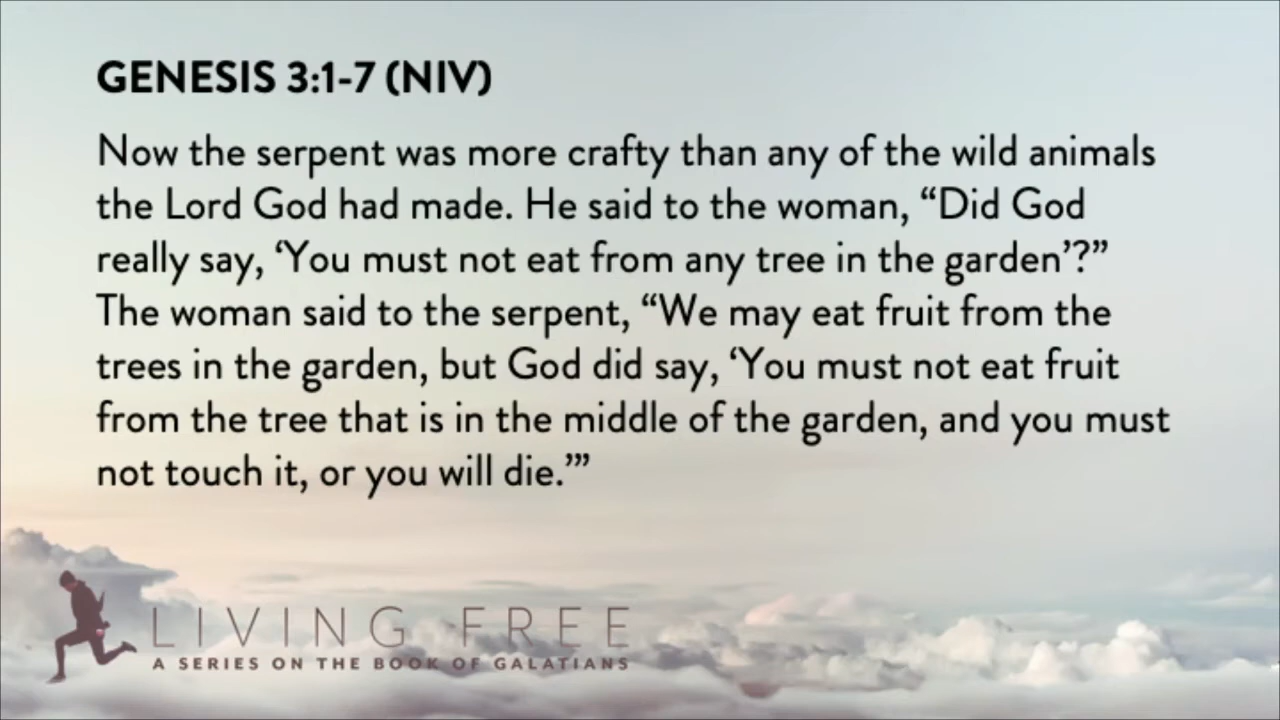 GENESIS 3:1-7 (NIV)
Now the serpent was more crafty than any of the wild animals
the Lord God had made. He said to the woman, “Did God
really say, ‘You must not eat from any tree in the garden’?”
The woman said to the serpent, “We may eat fruit from the
trees in the garden, but God did say, ‘You must not eat fruit
from the tree that is in the middle of the garden, and you must
not touch it, or you will die.’”
LIVING FREE
A SERIES ON THE BOOK OF GALATIANS